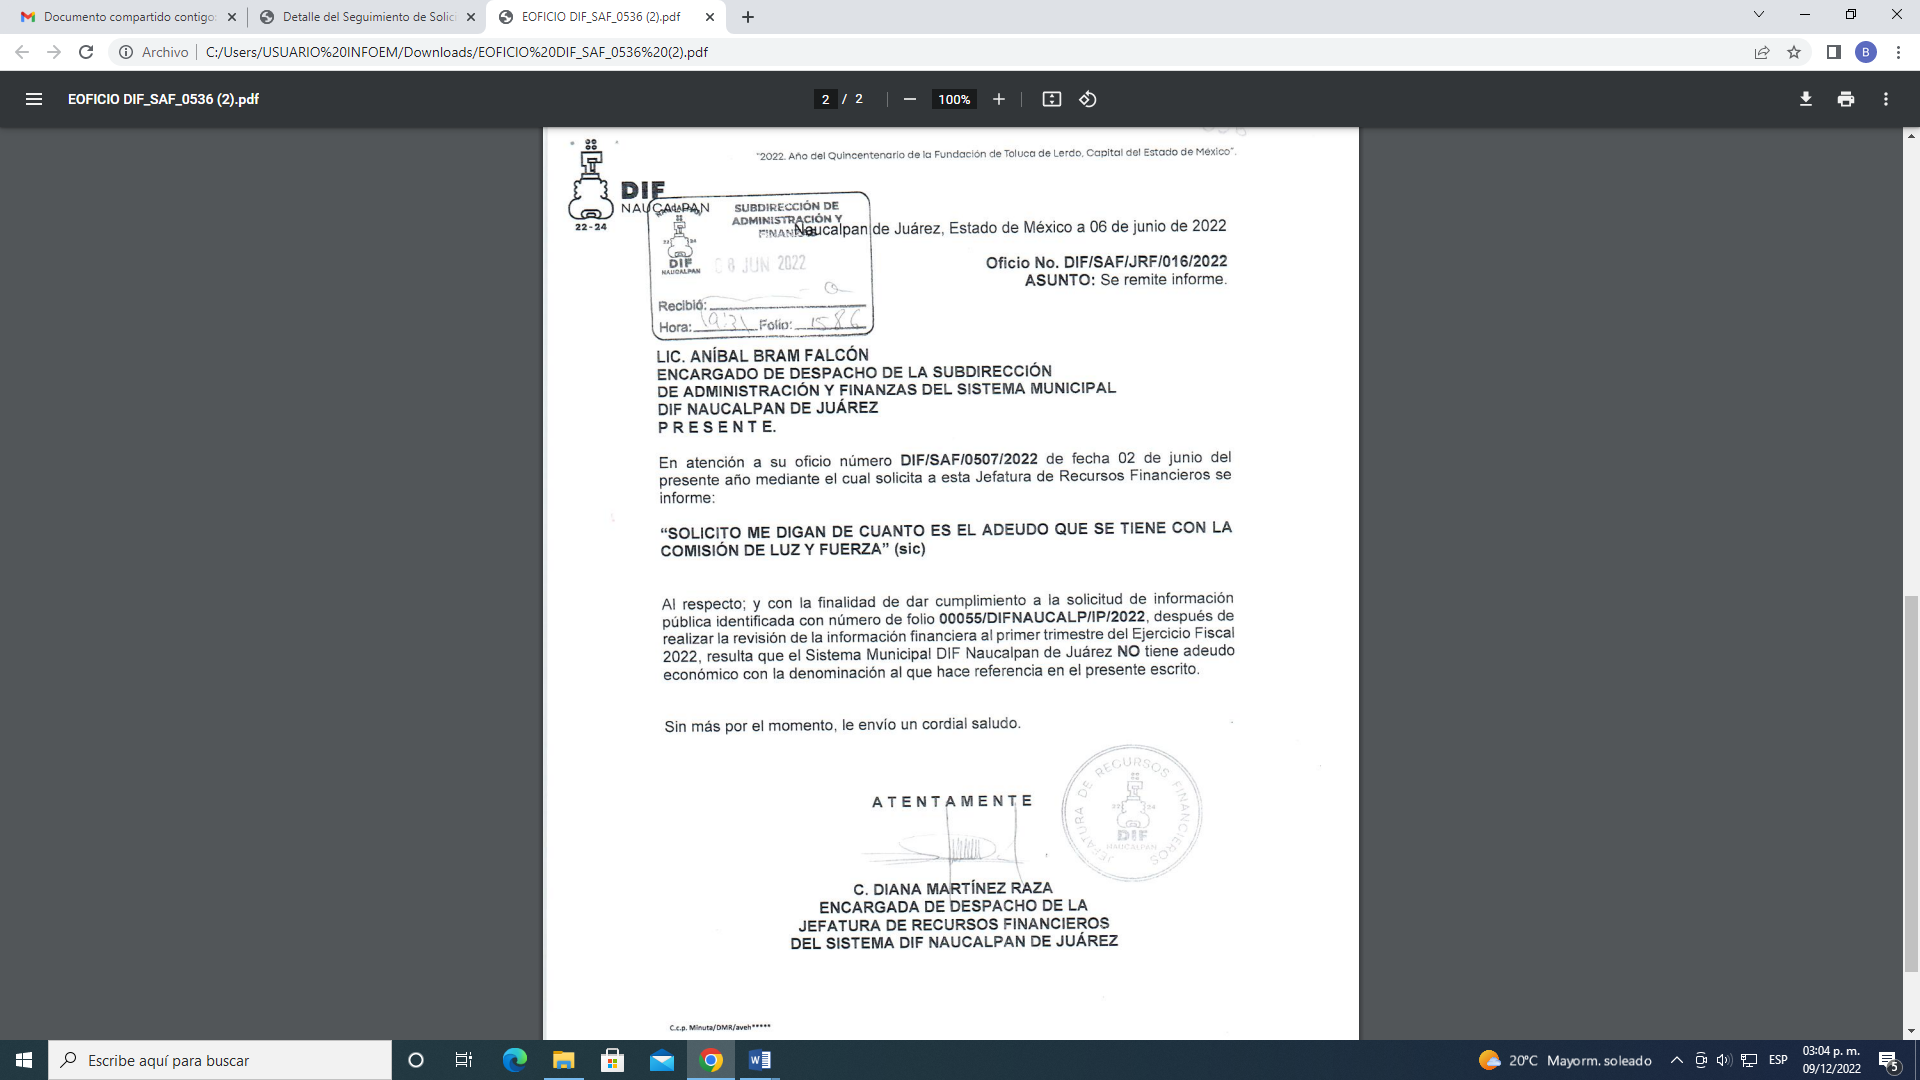 Documento compartido contigo:
Detalle del Seguimiento de Solici
EOFICIO DIF_SAF_0536 (2).pdf
Archivo
C:/Users/USUARIO%20INFOEM/Downloads/EOFICIO%20DIF_SAF_0536%20(2).pdf
B
EOFICIO DIF_SAF_0536 (2).pdf
2 / 2
100%
"2022. Año del Quincentenario de la Fundación de Toluca de Lerdo, Capital del Estado de México".
DIF
NAUCALPAN
22-24
SUBDIRECCIÓN DE
ADMINISTRACIÓN Y
FINANZAS
22 24
DIF
NAUCALPAN
JUN 2022
Recibió:
Hora: Folio: 1586
Naucalpan de Juárez, Estado de México a 06 de junio de 2022
Oficio No. DIF/SAF/JRF/016/2022
ASUNTO: Se remite informe.
LIC. ANÍBAL BRAM FALCÓN
ENCARGADO DE DESPACHO DE LA SUBDIRECCIÓN
DE ADMINISTRACIÓN Y FINANZAS DEL SISTEMA MUNICIPAL
DIF NAUCALPAN DE JUÁREZ
P R E S E N T E.
En atención a su oficio número DIF/SAF/0507/2022 de fecha 02 de junio del
presente año mediante el cual solicita a esta Jefatura de Recursos Financieros se
informe:
“SOLICITO ME DIGAN DE CUANTO ES EL ADEUDO QUE SE TIENE CON LA
COMISIÓN DE LUZ Y FUERZA” (sic)
Al respecto; y con la finalidad de dar cumplimiento a la solicitud de información
pública identificada con número de folio 00055/DIFNAUCALP/IP/2022, después de
realizar la revisión de la información financiera al primer trimestre del Ejercicio Fiscal
2022, resulta que el Sistema Municipal DIF Naucalpan de Juárez NO tiene adeudo
económico con la denominación al que hace referencia en el presente escrito.
Sin más por el momento, le envío un cordial saludo.
A T E N T A M E N T E
JEFATURA DE RECURSOS FINANCIEROS
22 24
DIF
NAUCALPAN
C. DIANA MARTÍNEZ RAZA
ENCARGADA DE DESPACHO DE LA
JEFATURA DE RECURSOS FINANCIEROS
DEL SISTEMA DIF NAUCALPAN DE JUÁREZ
C.c.p. Minuta/DMR/aveh*****
Escribe aquí para buscar
20°C Mayorm. soleado
ESP
03:04 p. m.
09/12/2022
5